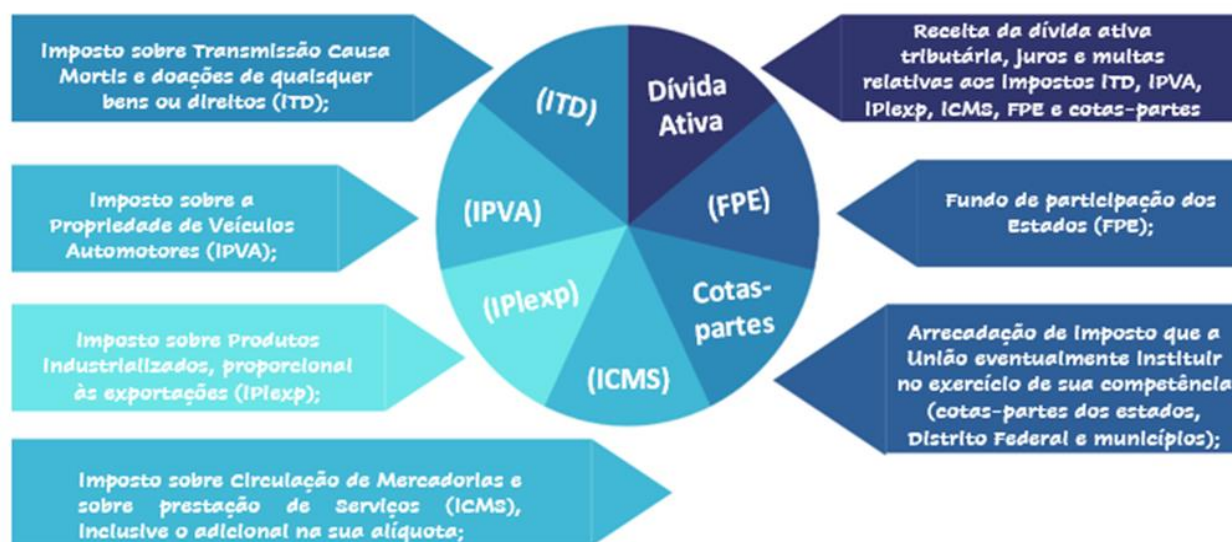 Imposto sobre Transmissão Causa
Mortis e doações de quaisquer
bens ou direitos (ITD);
Imposto sobre a
Propriedade de Veículos
Automotores (IPVA);
Imposto sobre Produtos
Industrializados, proporcional
às exportações (IPIexp);
Imposto sobre Circulação de Mercadorias e
sobre prestação de Serviços (ICMS),
inclusive o adicional na sua alíquota;
(ITD)
Dívida
Ativa
(IPVA)
(FPE)
(IPIexp)
Cotas-
partes
(ICMS)
Receita da dívida ativa
tributária, juros e multas
relativas aos impostos ITD, IPVA,
IPIexp, ICMS, FPE e cotas-partes
Fundo de participação dos
Estados (FPE);
Arrecadação de imposto que a
União eventualmente instituir
no exercício de sua competência
(cotas-partes dos estados,
Distrito Federal e municípios);